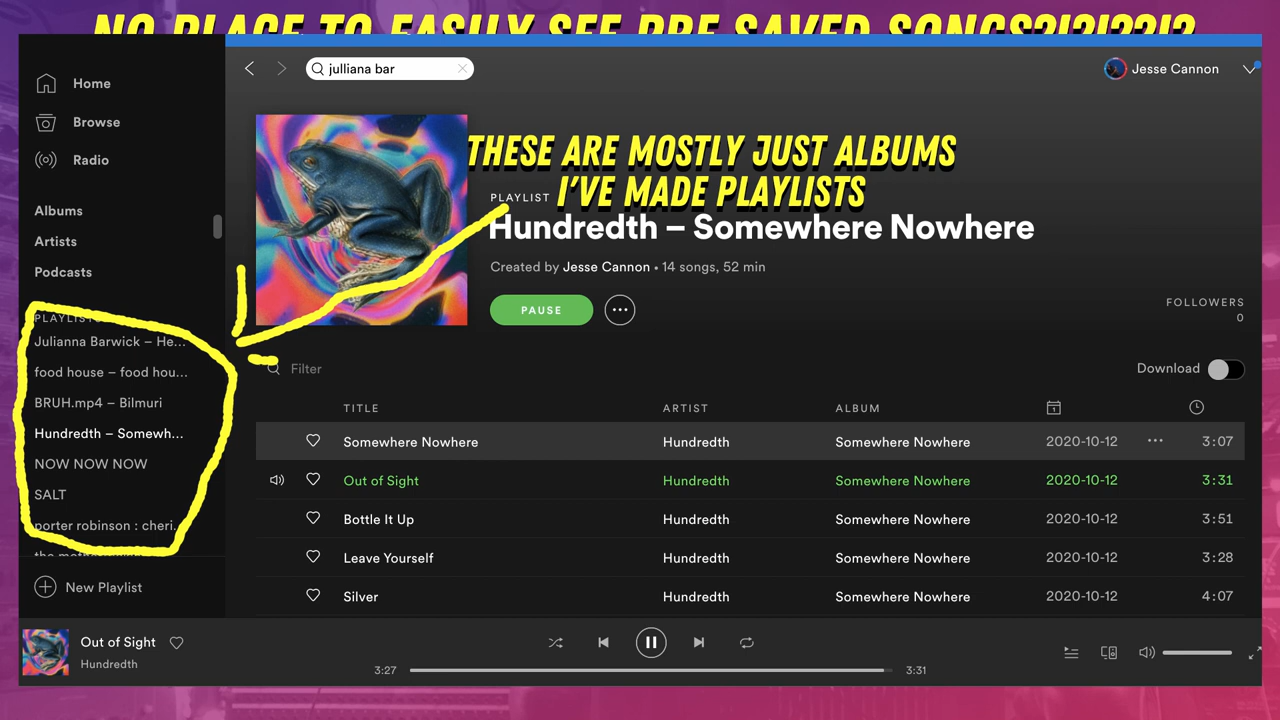 NO PLACE TO EASILY SEE PRE SAVED SONGS?!?!??!?
Home
Browse
Radio
Albums
Artists
Podcasts
PLAYLISTS
Julianna Barwick – He...
food house – food hou...
BRUH.mp4 – Bilmuri
Hundredth – Somewh...
NOW NOW NOW
SALT
porter robinson : cheri...
New Playlist
julliana bar
Jesse Cannon
THESE ARE MOSTLY JUST ALBUMS
I'VE MADE PLAYLISTS
PLAYLIST
Hundredth – Somewhere Nowhere
Created by Jesse Cannon • 14 songs, 52 min
PAUSE
FOLLOWERS
0
Filter
Download
TITLE ARTIST ALBUM
Somewhere Nowhere Hundredth Somewhere Nowhere 2020-10-12 ... 3:07
Out of Sight Hundredth Somewhere Nowhere 2020-10-12 3:31
Bottle It Up Hundredth Somewhere Nowhere 2020-10-12 3:51
Leave Yourself Hundredth Somewhere Nowhere 2020-10-12 3:28
Silver Hundredth Somewhere Nowhere 2020-10-12 4:07
Out of Sight
Hundredth
3:27 3:31